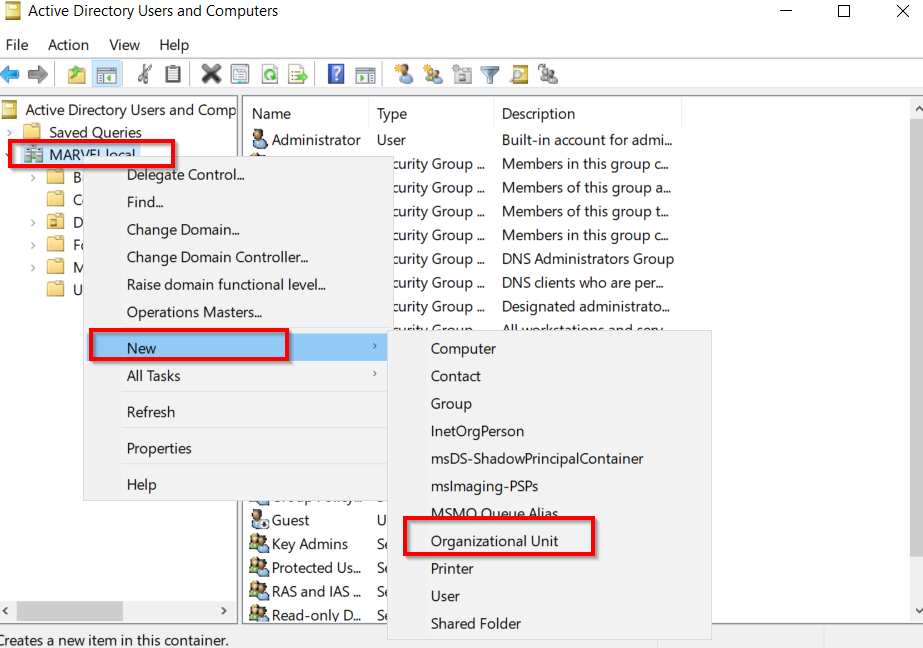 Active Directory Users and Computers
File Action View Help
Active Directory Users and Comp
Saved Queries
MARVEL.local
B
C
D
Fo
M
U
Name Type Description
Administrator User Built-in account for admi...
curity Group ... Members in this group c...
curity Group ... Members of this group a...
curity Group ... Members of this group t...
curity Group ... Members in this group c...
curity Group ... DNS Administrators Group
curity Group ... DNS clients who are per...
curity Group ... Designated administrato...
curity Group ... All workstations and serv...
Delegate Control...
Find...
Change Domain...
Change Domain Controller...
Raise domain functional level...
Operations Masters...
New
All Tasks
Refresh
Properties
Help
Computer
Contact
Group
InetOrgPerson
msDS-ShadowPrincipalContainer
msImaging-PSPs
MSMQ Queue Alias
Organizational Unit
Printer
User
Shared Folder
Group Policy...
Guest U
Key Admins Se
Protected Us... Se
RAS and IAS ... Se
Read-only D... Se
Creates a new item in this container.